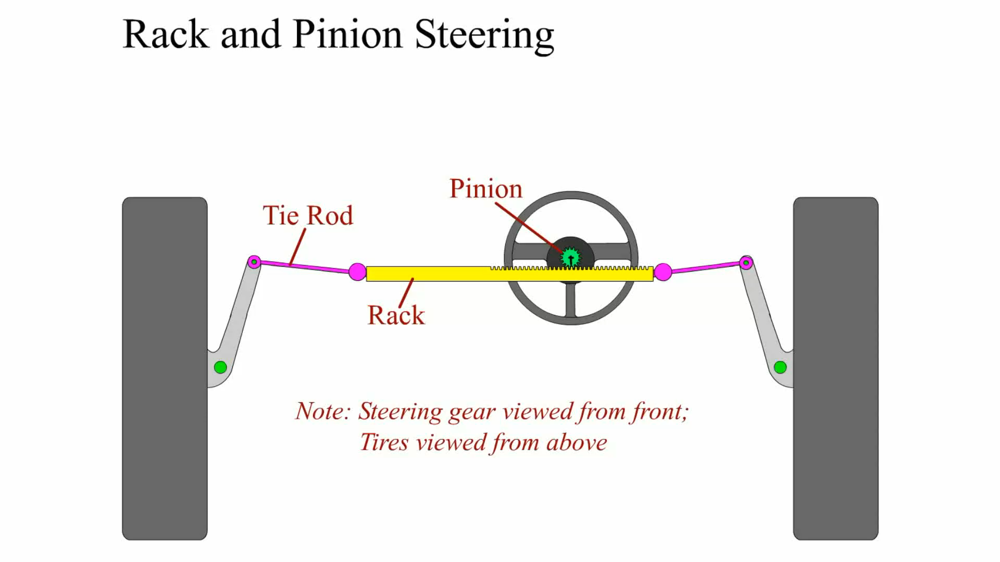 Rack and Pinion Steering
Pinion
Tie Rod
Rack
Note: Steering gear viewed from front;
Tires viewed from above